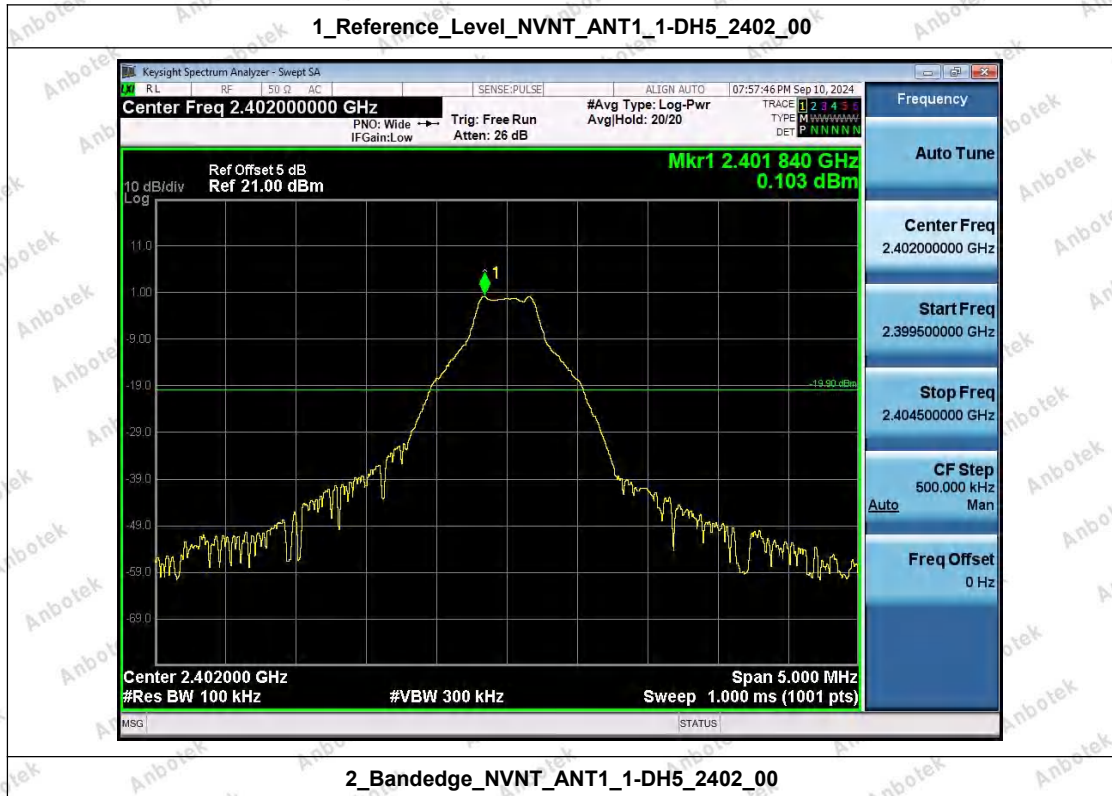 1_Reference_Level_NVNT_ANT1_1-DH5_2402_00
Keysight Spectrum Analyzer - Swept SA
LXI RL RF 50 Ω AC SENSE:PULSE ALIGN AUTO 07:57:46 PM Sep 10, 2024
Center Freq 2.402000000 GHz
PNO: Wide
IFGain:Low
Trig: Free Run
Atten: 26 dB
#Avg Type: Log-Pwr
Avg|Hold: 20/20
TRACE 1 2 3 4 5 6
TYPE M WWWWW
DET P N N N N N
Frequency
Auto Tune
Center Freq
2.402000000 GHz
Start Freq
2.399500000 GHz
Stop Freq
2.404500000 GHz
CF Step
500.000 kHz
Auto Man
Freq Offset
0 Hz
Mkr1 2.401 840 GHz
0.103 dBm
Ref Offset 5 dB
10 dB/div Ref 21.00 dBm
Log
11.0
1
1.00
-9.00
-19.0
-19.90 dBm
-29.0
-39.0
-49.0
-59.0
-69.0
Center 2.402000 GHz Span 5.000 MHz
#Res BW 100 kHz #VBW 300 kHz Sweep 1.000 ms (1001 pts)
MSG STATUS
2_Bandedge_NVNT_ANT1_1-DH5_2402_00
Anbotek